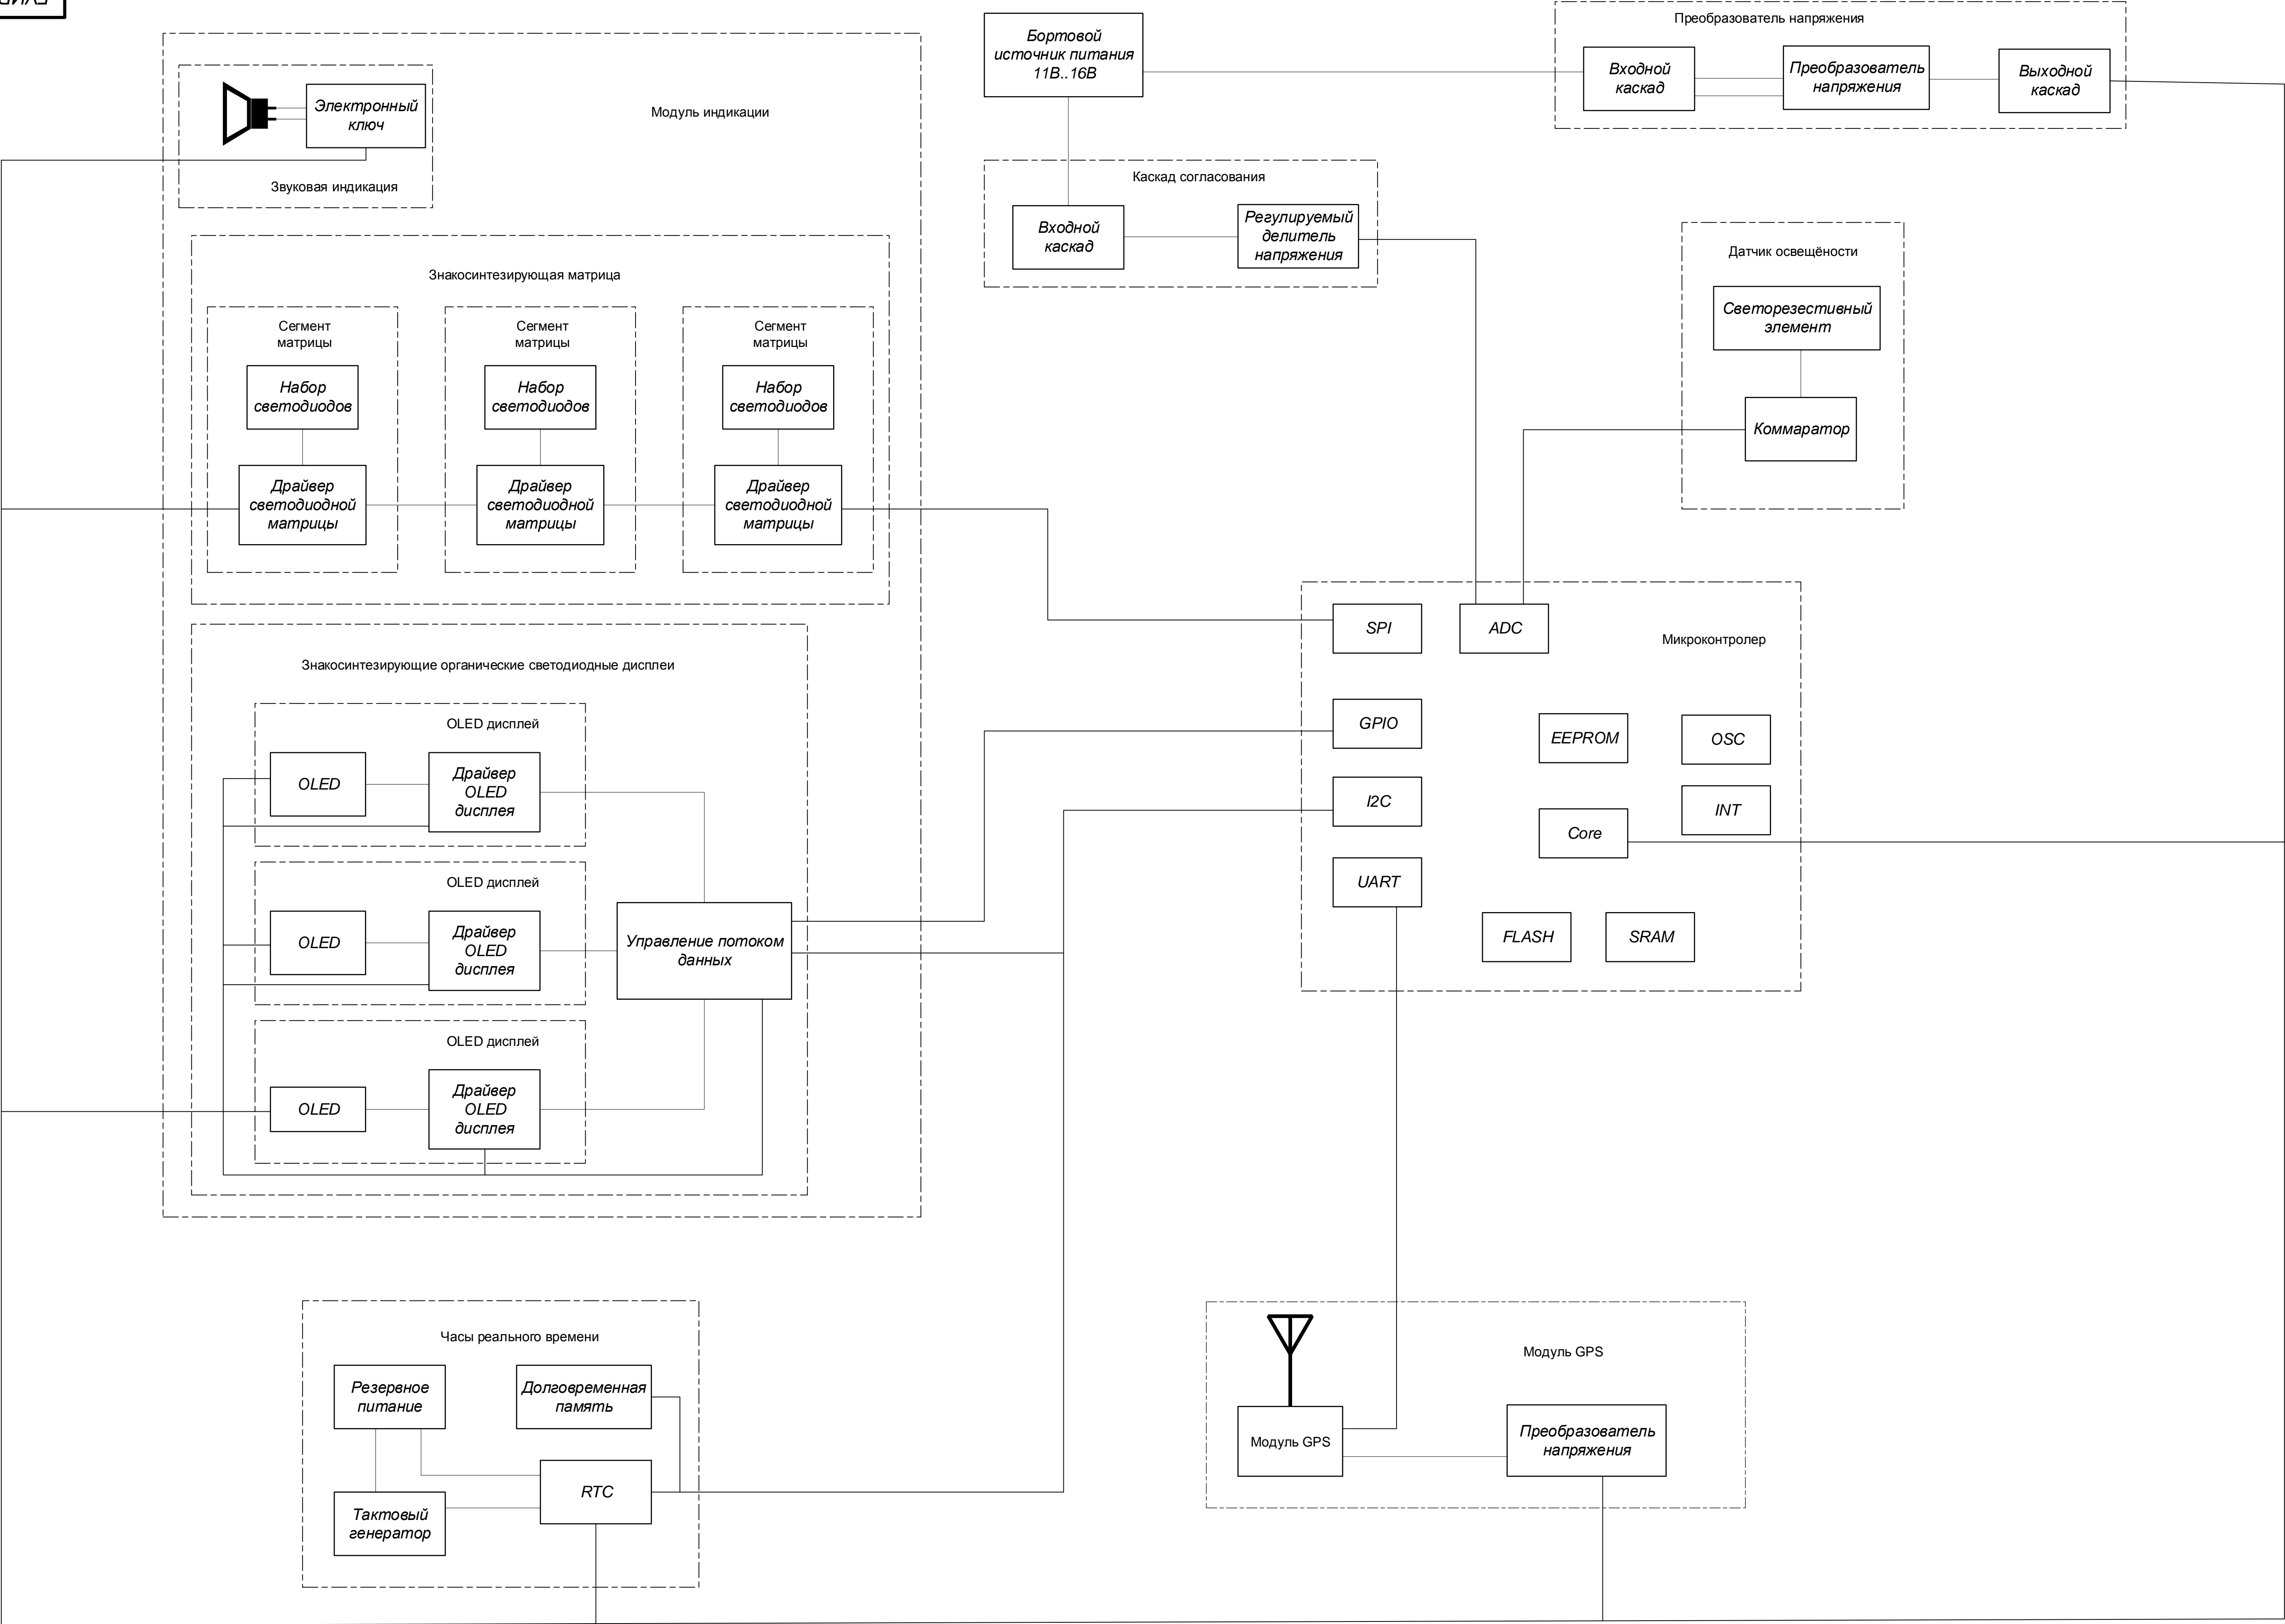 Преобразователь напряжения
Бортовой
источник питания
11В..16В
Входной
каскад
Преобразователь
напряжения
Выходной
каскад
Электронный
ключ
Модуль индикации
Звуковая индикация
Каскад согласования
Входной
каскад
Регулируемый
делитель
напряжения
Датчик освещёности
Светорезестивный
элемент
Коммаратор
Знакосинтезирующая матрица
Сегмент
матрицы
Набор
светодиодов
Драйвер
светодиодной
матрицы
Сегмент
матрицы
Набор
светодиодов
Драйвер
светодиодной
матрицы
Сегмент
матрицы
Набор
светодиодов
Драйвер
светодиодной
матрицы
SPI
ADC
Микроконтролер
GPIO
EEPROM
OSC
I2C
INT
Core
UART
FLASH
SRAM
Знакосинтезирующие органические светодиодные дисплеи
OLED дисплей
OLED
Драйвер
OLED
дисплея
OLED дисплей
OLED
Драйвер
OLED
дисплея
Управление потоком
данных
OLED дисплей
OLED
Драйвер
OLED
дисплея
Часы реального времени
Резервное
питание
Долговременная
память
RTC
Тактовый
генератор
Модуль GPS
Модуль GPS
Преобразователь
напряжения